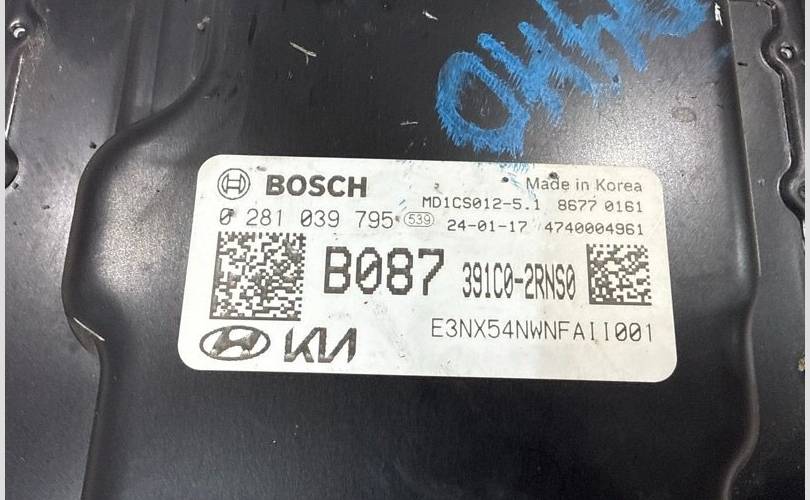 BOSCH
Made in Korea
MD1CS012-5.1 8677 0161
0 281 039 795 539
24-01-17 4740004961
B087 391C0-2RNS0
E3NX54NWNFAII001
KIA